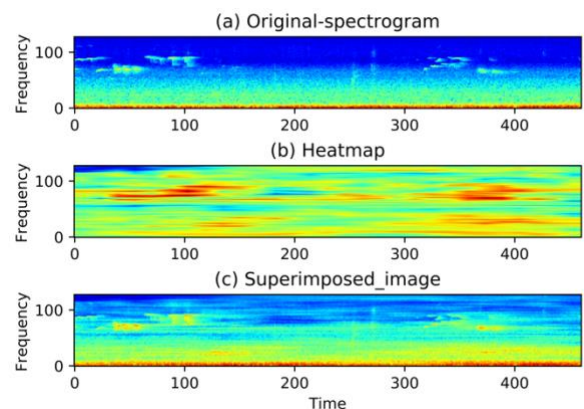 (a) Original-spectrogram
Frequency
100
0
0 100 200 300 400
(b) Heatmap
Frequency
100
0
0 100 200 300 400
(c) Superimposed_image
Frequency
100
0
0 100 200 300 400
Time